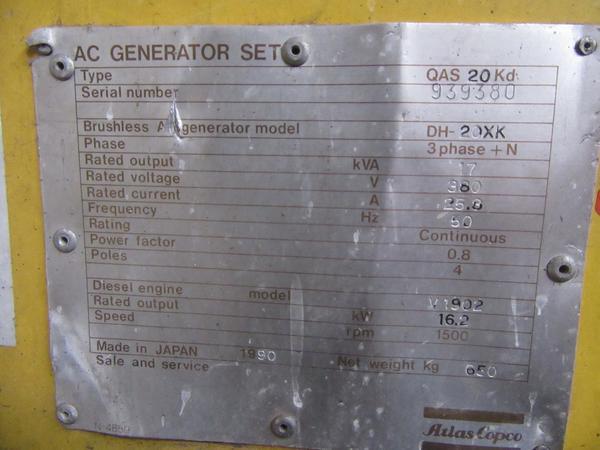 AC GENERATOR SET
Type QAS 20Kd
Serial number 939380
Brushless AC generator model DH-20XK
Phase 3 phase + N
Rated output kVA 17
Rated voltage V 380
Rated current A 25.8
Frequency Hz 50
Rating Continuous
Power factor 0.8
Poles 4
Diesel engine model V1902
Rated output kW 16.2
Speed rpm 1500
Made in JAPAN 1990
Sale and service Net weight kg 650
N-4859
Atlas Copco